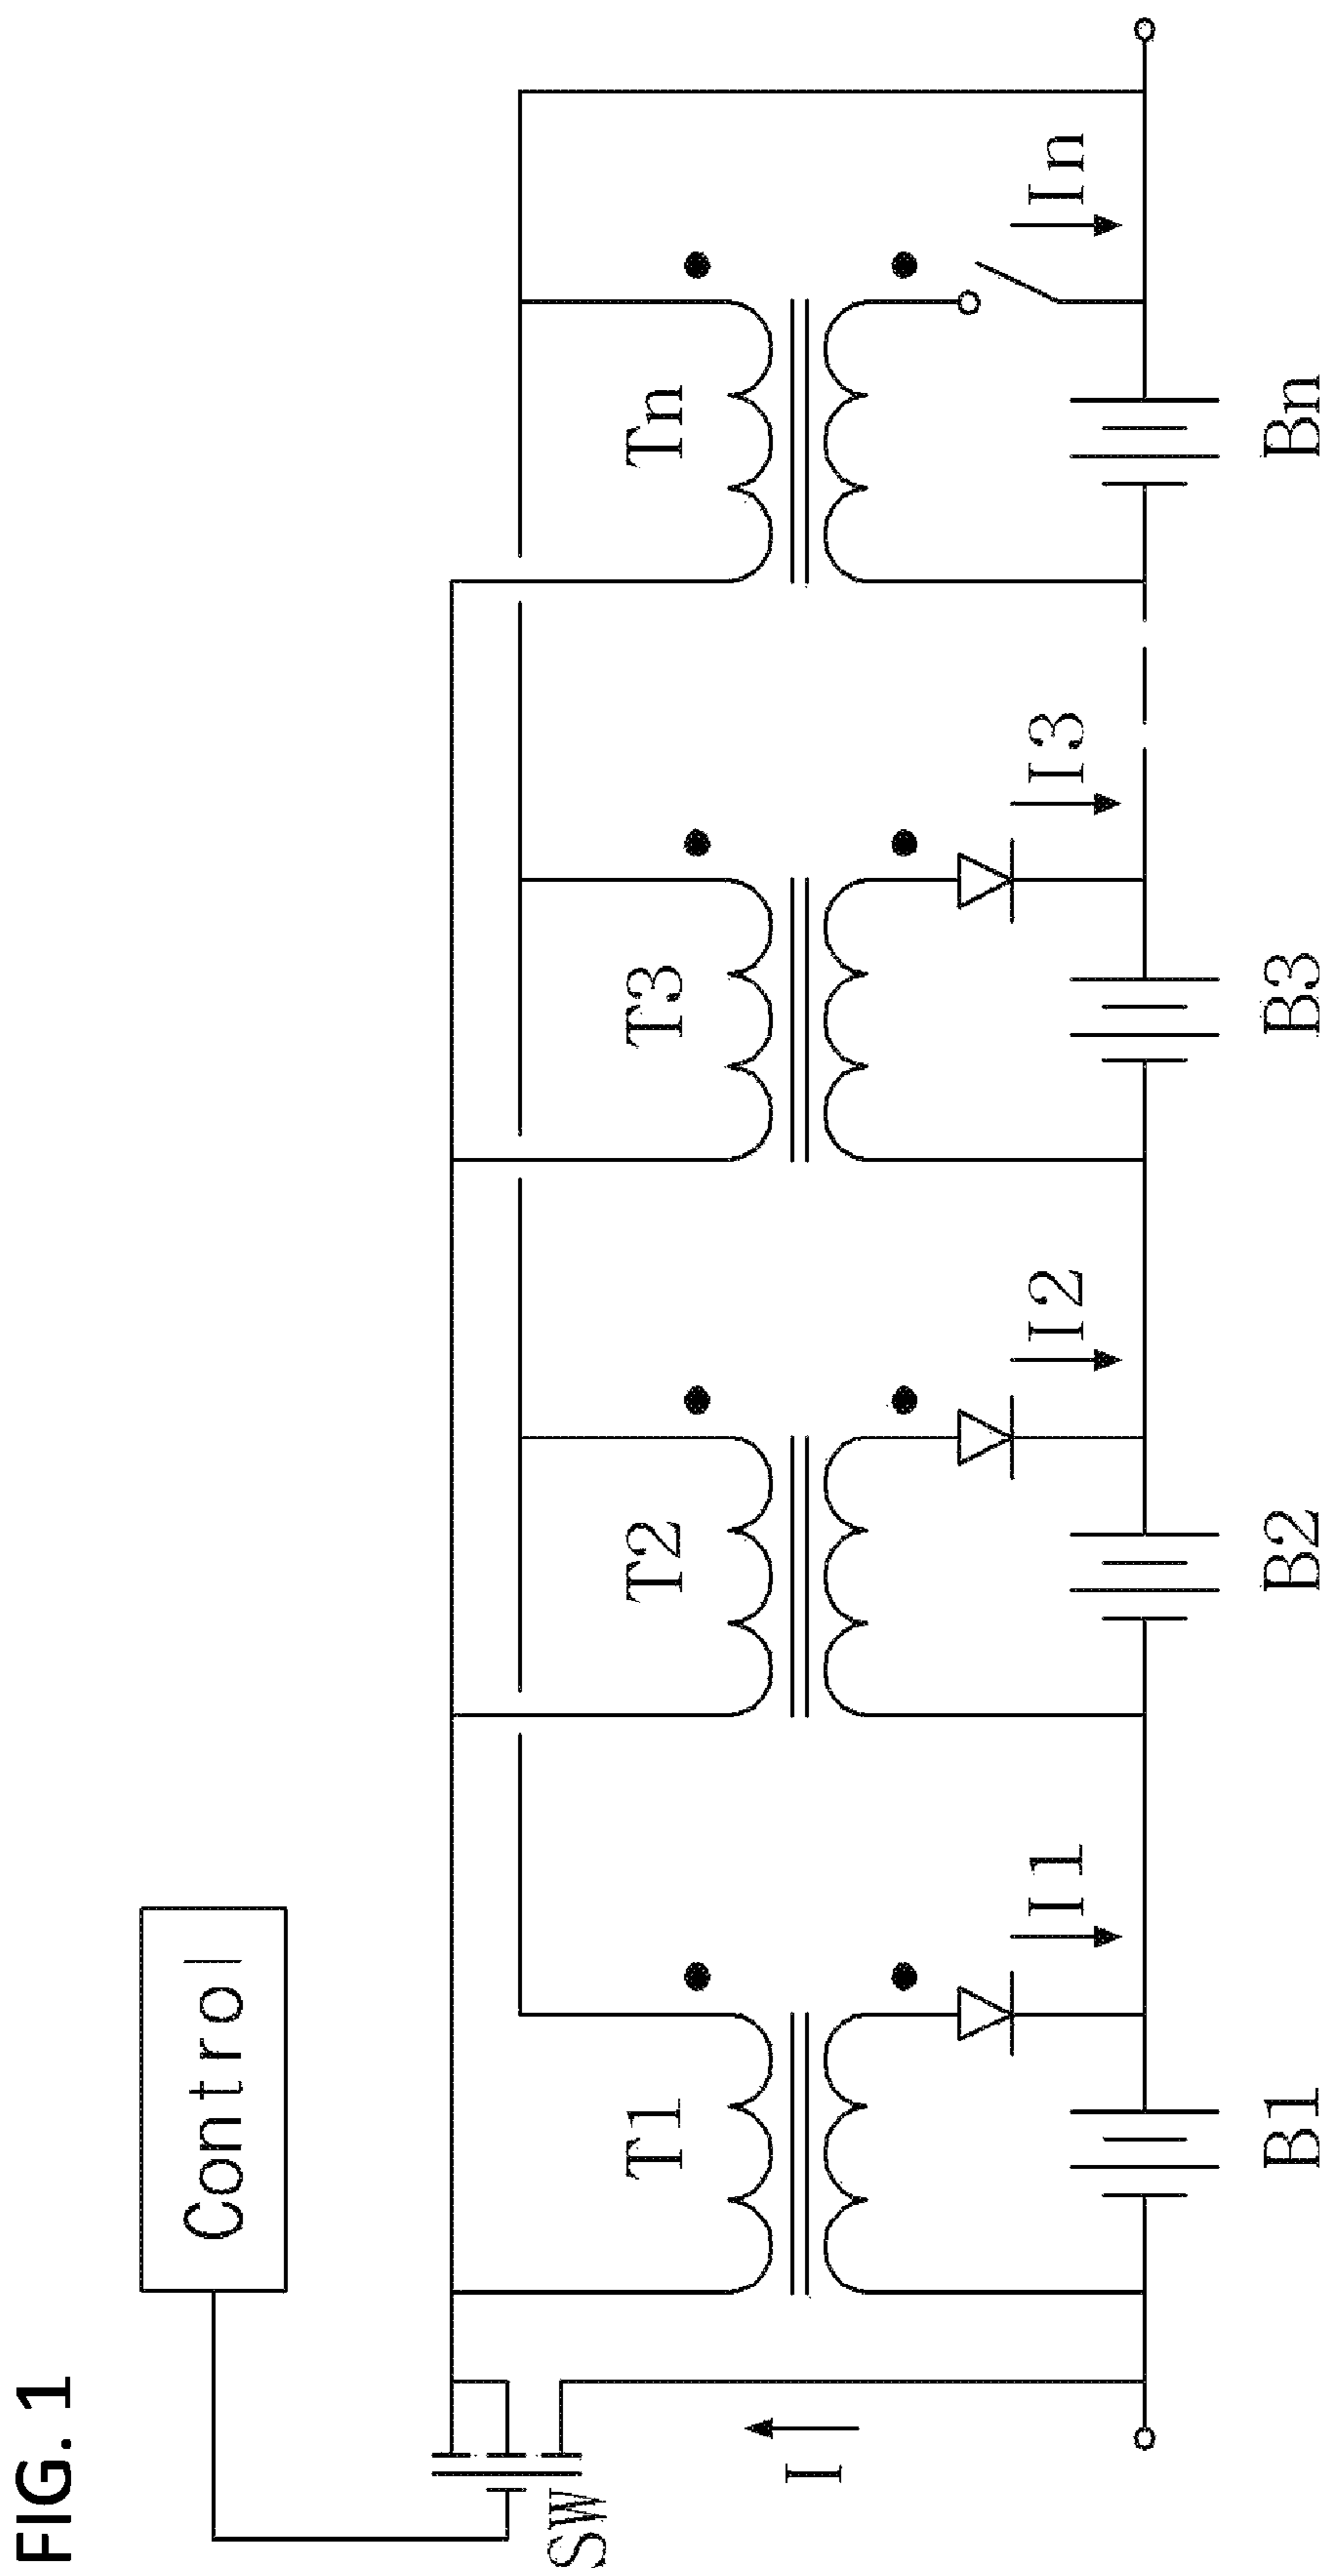 FIG. 1
Control
SW
I
T1
T2
T3
Tn
I1
I2
I3
In
B1
B2
B3
Bn